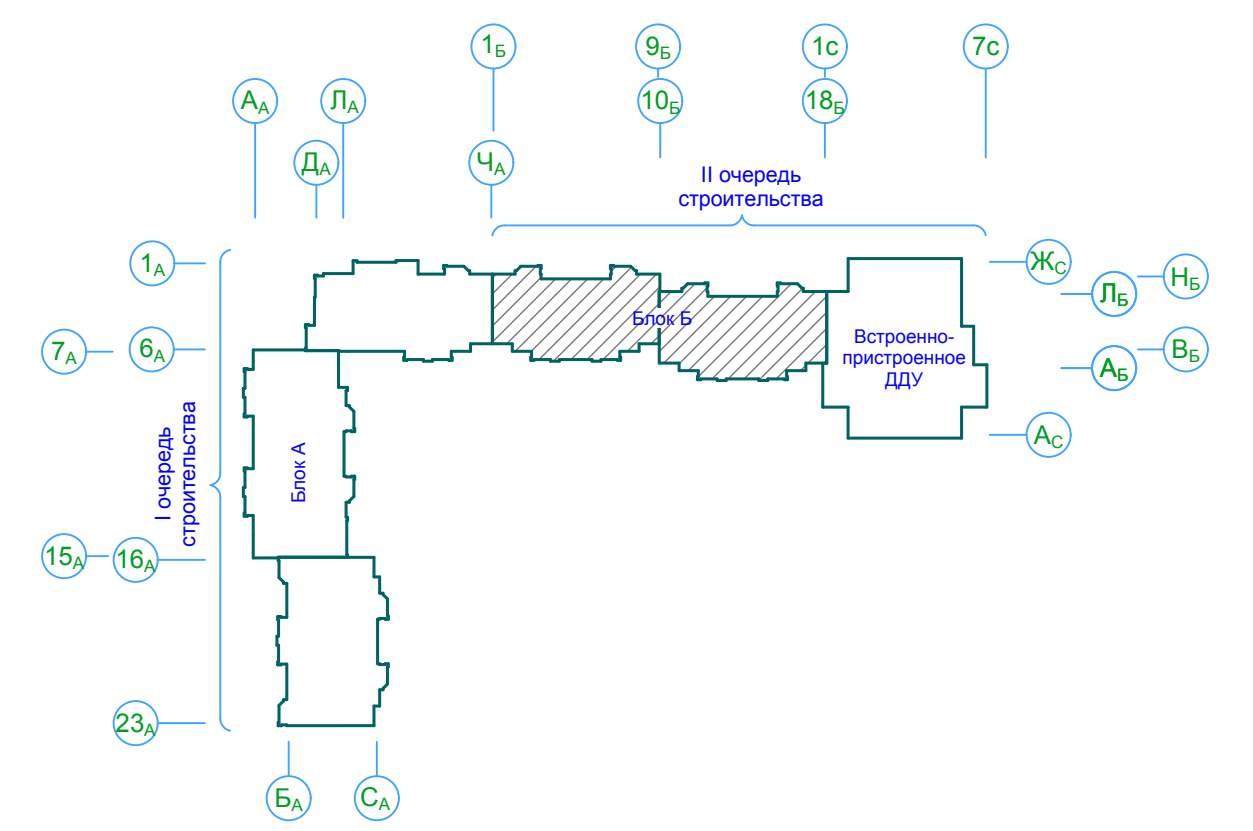 1Б
9Б
1с
7с
АА
ЛА
10Б
18Б
ДА
ЧА
II очередь
строительства
1А
ЖС
НБ
ЛБ
Блок Б
7А
6А
Встроенно-
пристроенное
ДДУ
ВБ
АБ
АС
I очередь
строительства
Блок А
15А
16А
23А
БА
СА